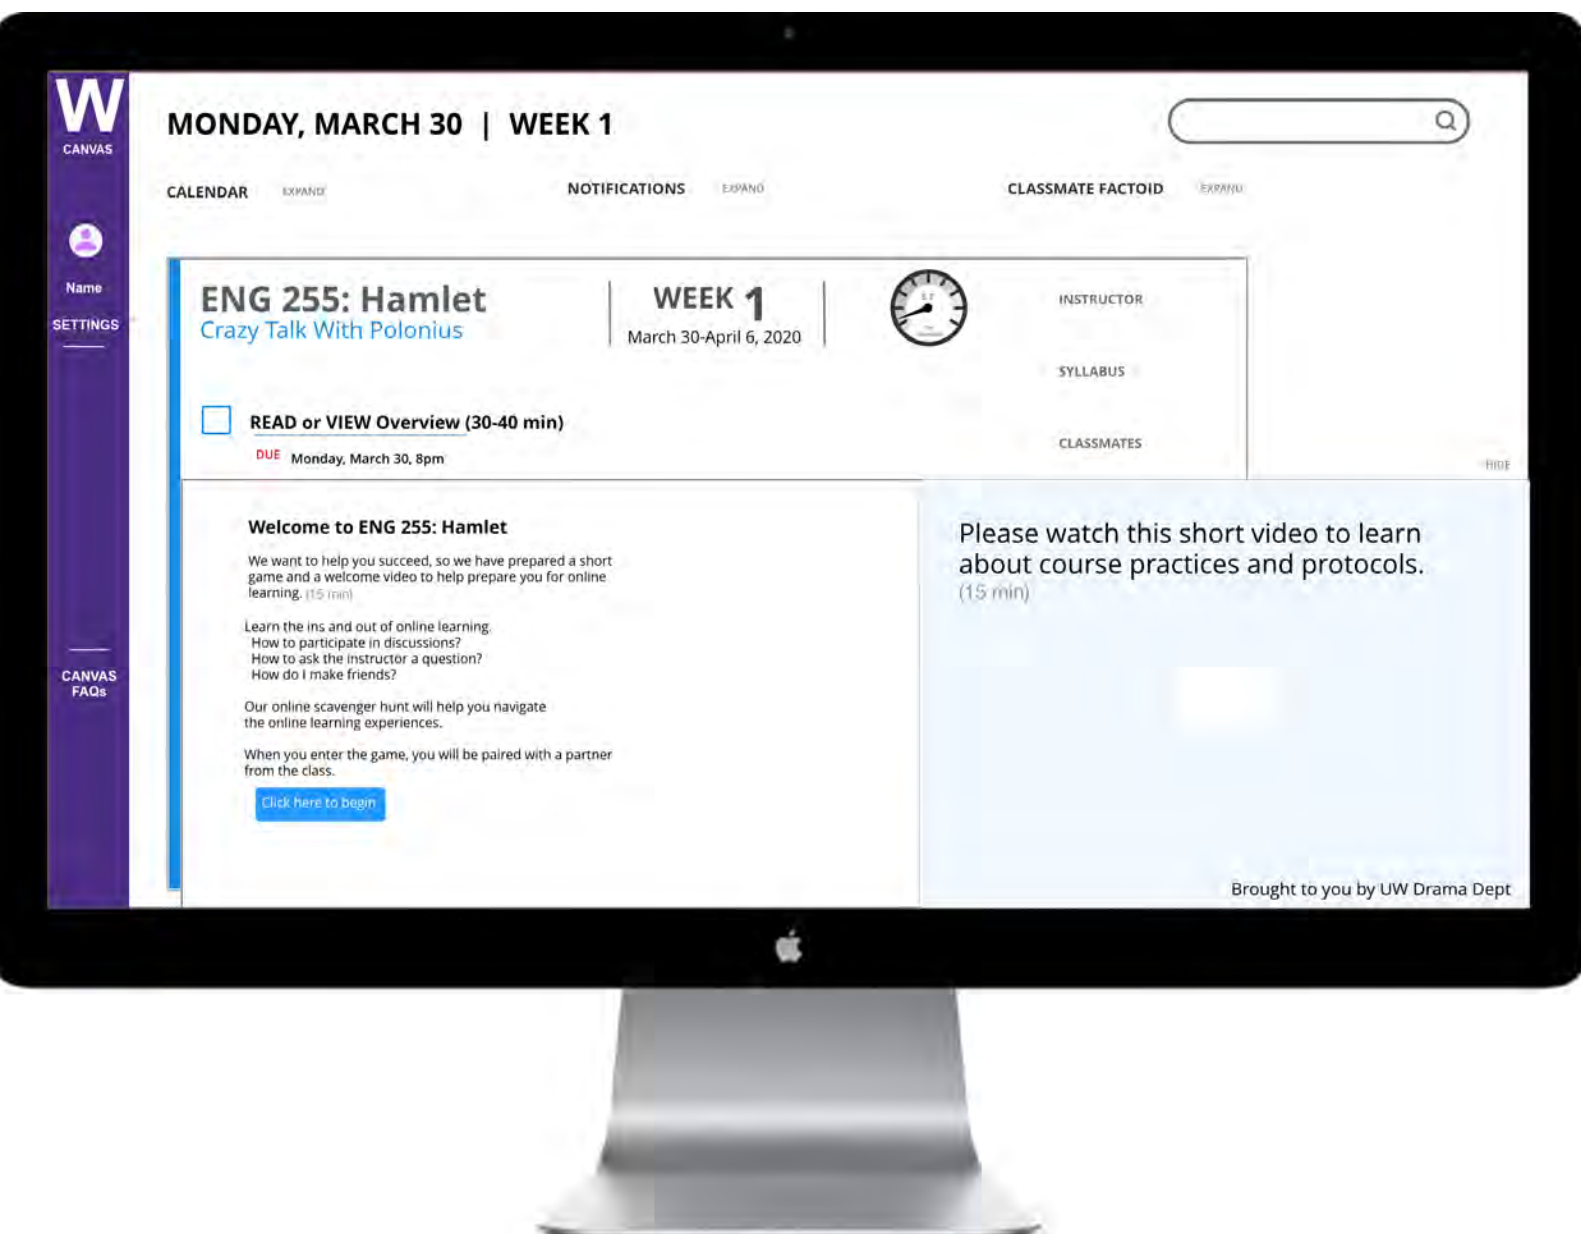 W
CANVAS
Name
SETTINGS
CANVAS
FAQs
MONDAY, MARCH 30 | WEEK 1
CALENDAR EXPAND
NOTIFICATIONS EXPAND
CLASSMATE FACTOID EXPAND
ENG 255: Hamlet
Crazy Talk With Polonius
WEEK 1
March 30-April 6, 2020
INSTRUCTOR
SYLLABUS
CLASSMATES
READ or VIEW Overview (30-40 min)
DUE Monday, March 30, 8pm
HIDE
Welcome to ENG 255: Hamlet
We want to help you succeed, so we have prepared a short
game and a welcome video to help prepare you for online
learning. (15 min)
Learn the ins and out of online learning.
How to participate in discussions?
How to ask the instructor a question?
How do I make friends?
Our online scavenger hunt will help you navigate
the online learning experiences.
When you enter the game, you will be paired with a partner
from the class.
Click here to begin
Please watch this short video to learn
about course practices and protocols.
(15 min)
Brought to you by UW Drama Dept